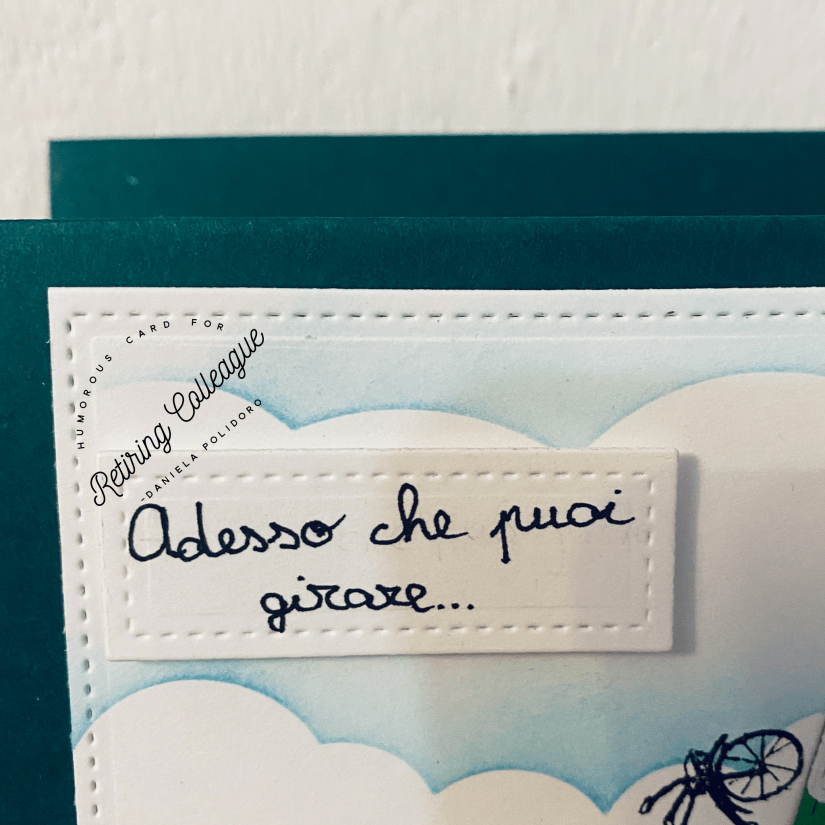 HUMOROUS CARD FOR
Retiring Colleague
-DANIELA POLIDORO
Adesso che puoi
girare...